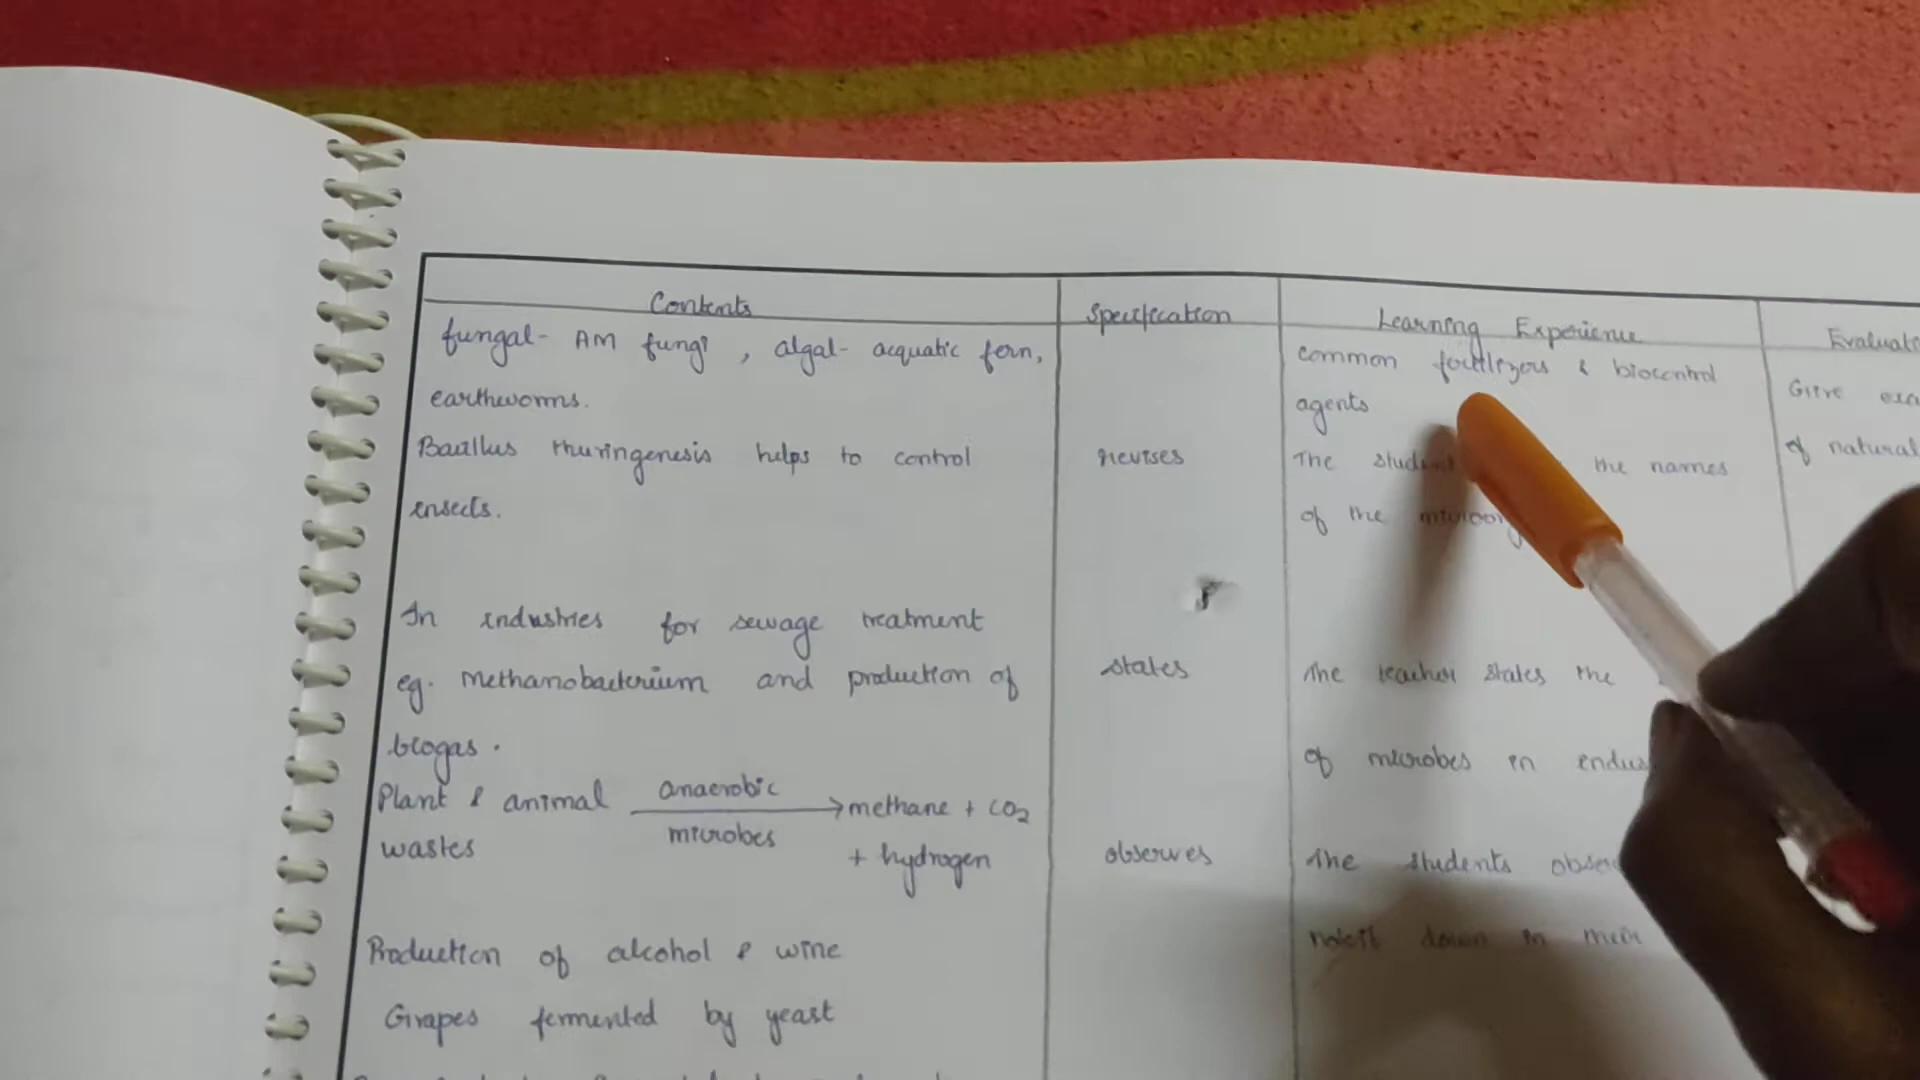 Contents
Specification
Learning Experience
fungal- AM fungi, algal- acquatic fern,
earthworms.
Bacillus thuringenesis helps to control
insects.
In industries for sewage treatment
eg. Methanobacterium and production of
biogas.
Plant & animal anaerobic → methane + CO2
wastes microbes + hydrogen
Production of alcohol & wine
Grapes fermented by yeast
revises
states
observes
common & biocontrol
agents
The the names
of the
The teacher states the
of microbes in
The students
down in their
Give
of natural